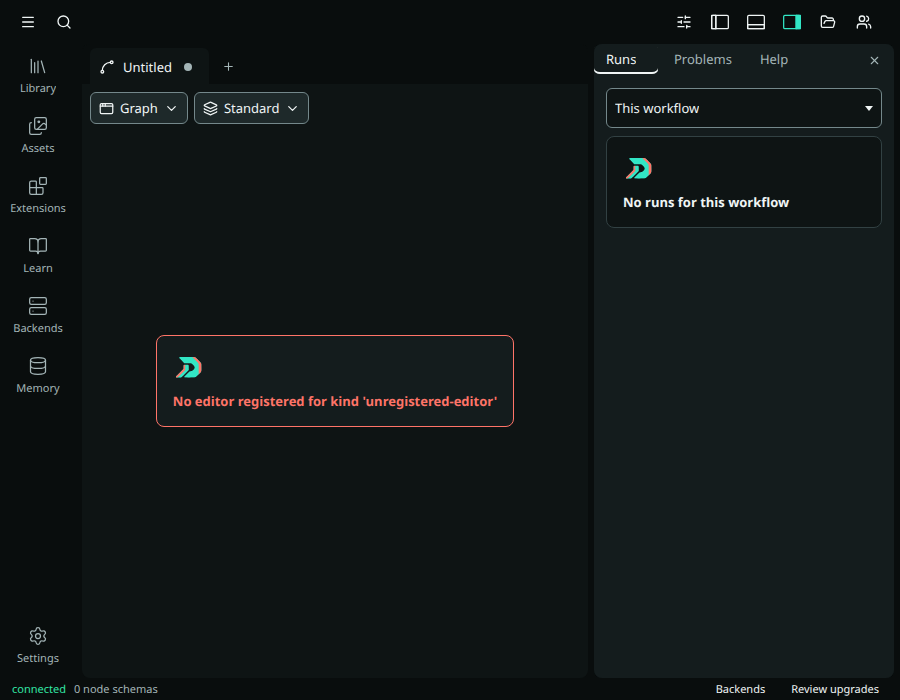 Library
Assets
Extensions
Learn
Backends
Memory
Settings
Untitled
Graph
Standard
No editor registered for kind 'unregistered-editor'
Runs Problems Help
This workflow
No runs for this workflow
connected 0 node schemas
Backends Review upgrades